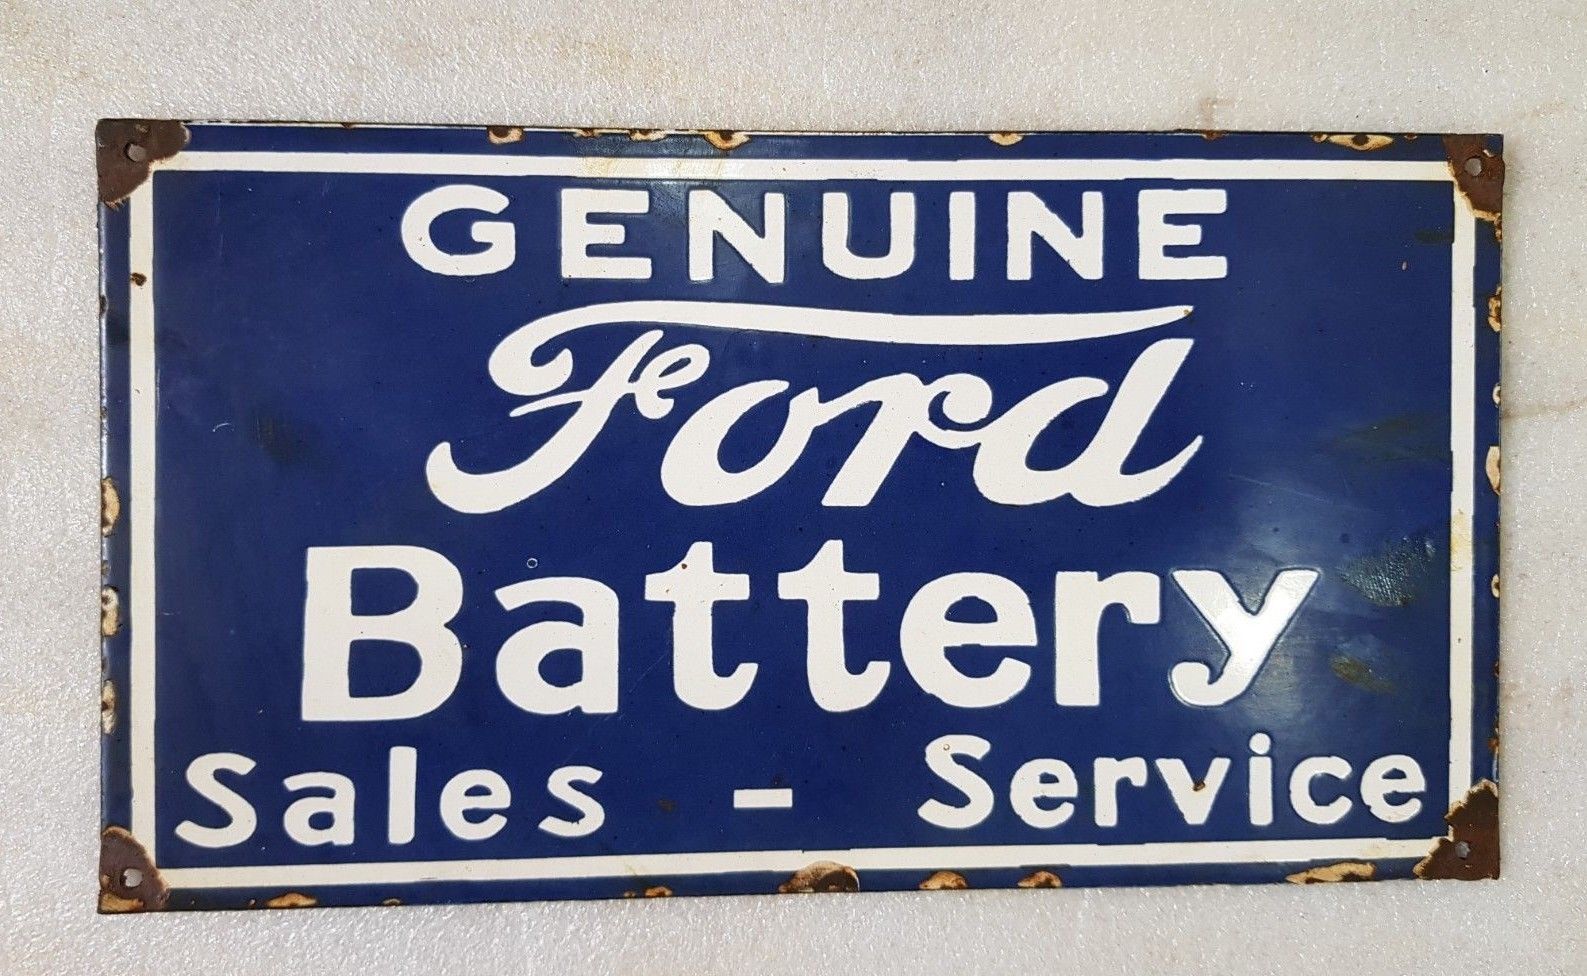 GENUINE
Ford
Battery
Sales - Service